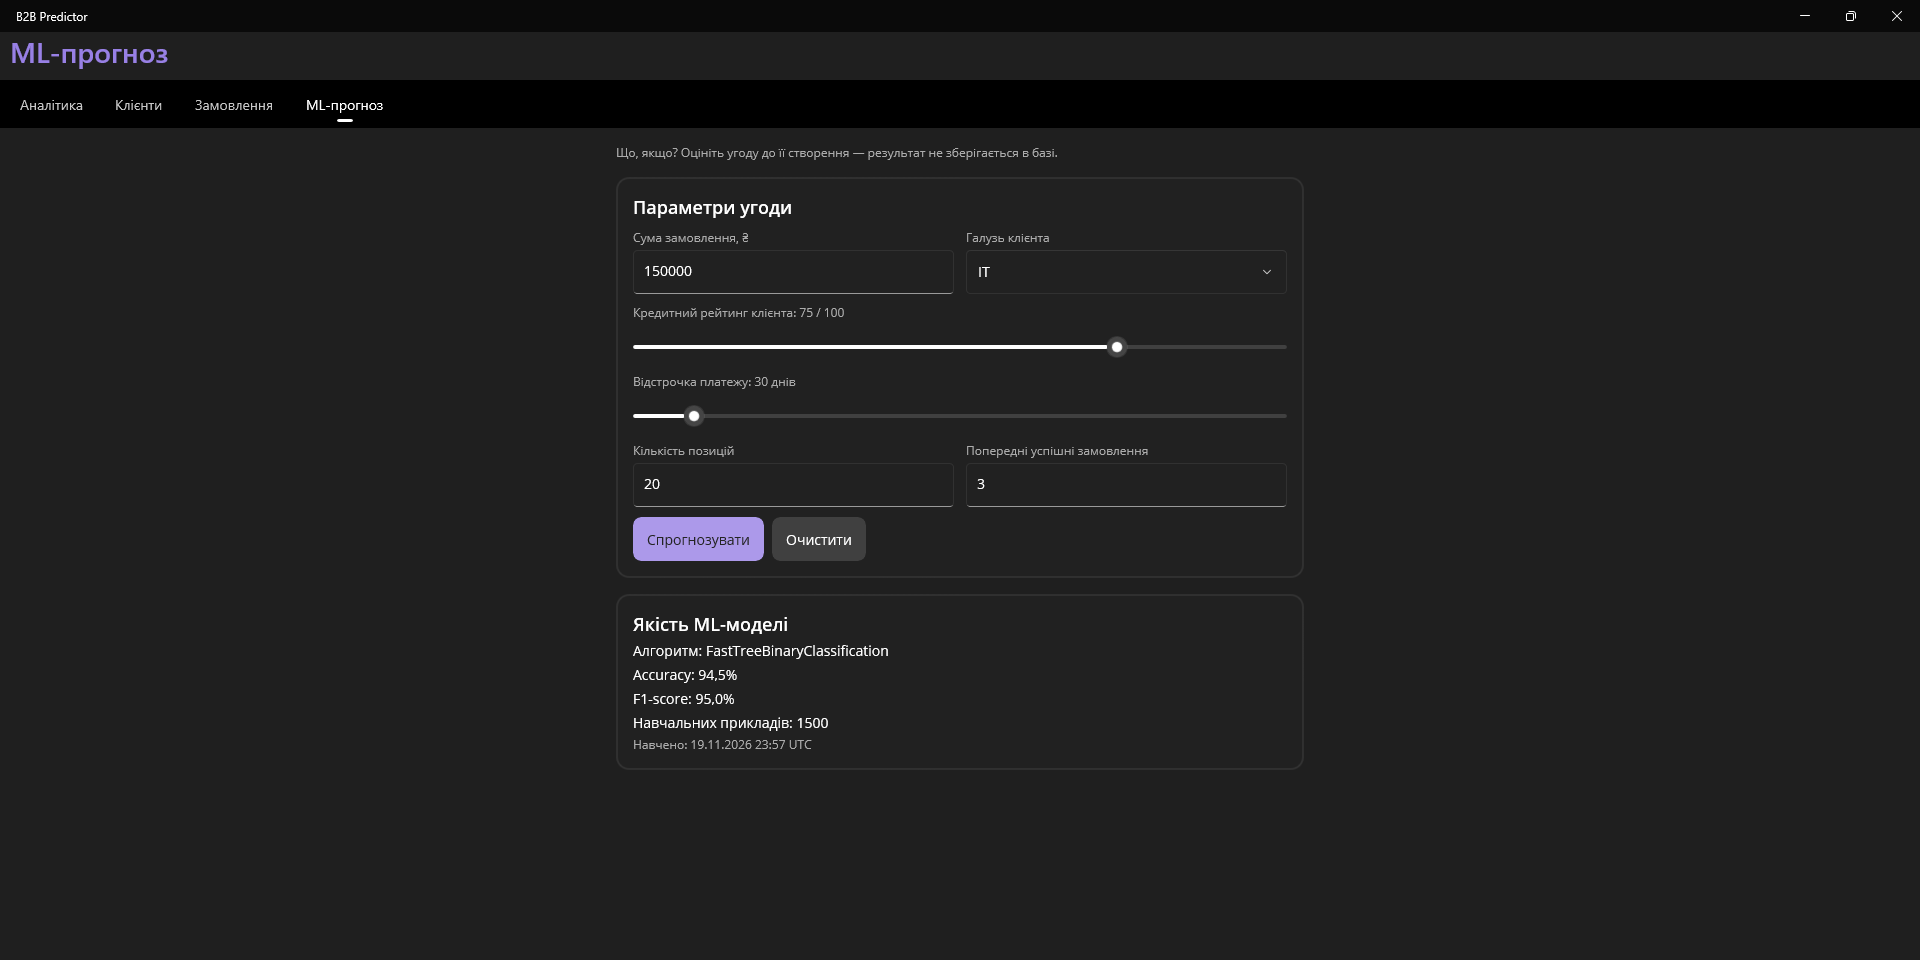 B2B Predictor
ML-прогноз
Аналітика Клієнти Замовлення ML-прогноз
Що, якщо? Оцініть угоду до її створення — результат не зберігається в базі.
Параметри угоди
Сума замовлення, ₴ Галузь клієнта
150000 IT
Кредитний рейтинг клієнта: 75 / 100
Відстрочка платежу: 30 днів
Кількість позицій Попередні успішні замовлення
20 3
Спрогнозувати Очистити
Якість ML-моделі
Алгоритм: FastTreeBinaryClassification
Accuracy: 94,5%
F1-score: 95,0%
Навчальних прикладів: 1500
Навчено: 19.11.2026 23:57 UTC